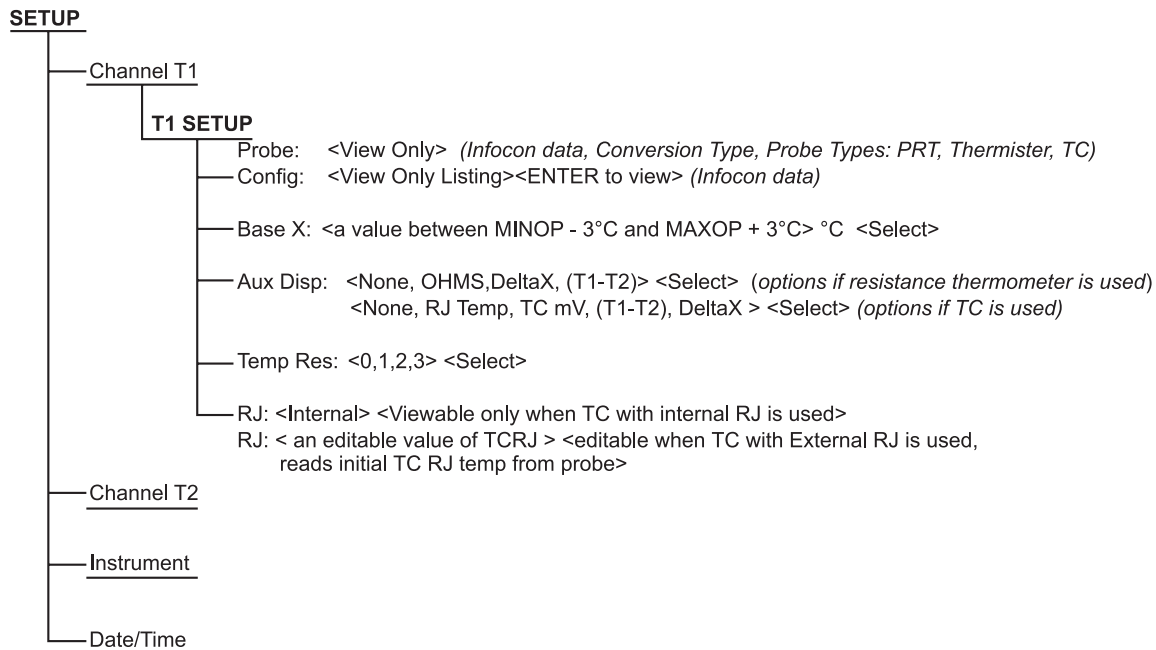 SETUP
Channel T1
T1 SETUP
Probe: <View Only> (Infocon data, Conversion Type, Probe Types: PRT, Thermister, TC)
Config: <View Only Listing><ENTER to view> (Infocon data)
Base X: <a value between MINOP - 3°C and MAXOP + 3°C> °C <Select>
Aux Disp: <None, OHMS,DeltaX, (T1-T2)> <Select> (options if resistance thermometer is used)
<None, RJ Temp, TC mV, (T1-T2), DeltaX > <Select> (options if TC is used)
Temp Res: <0,1,2,3> <Select>
RJ: <Internal> <Viewable only when TC with internal RJ is used>
RJ: < an editable value of TCRJ > <editable when TC with External RJ is used,
reads initial TC RJ temp from probe>
Channel T2
Instrument
Date/Time